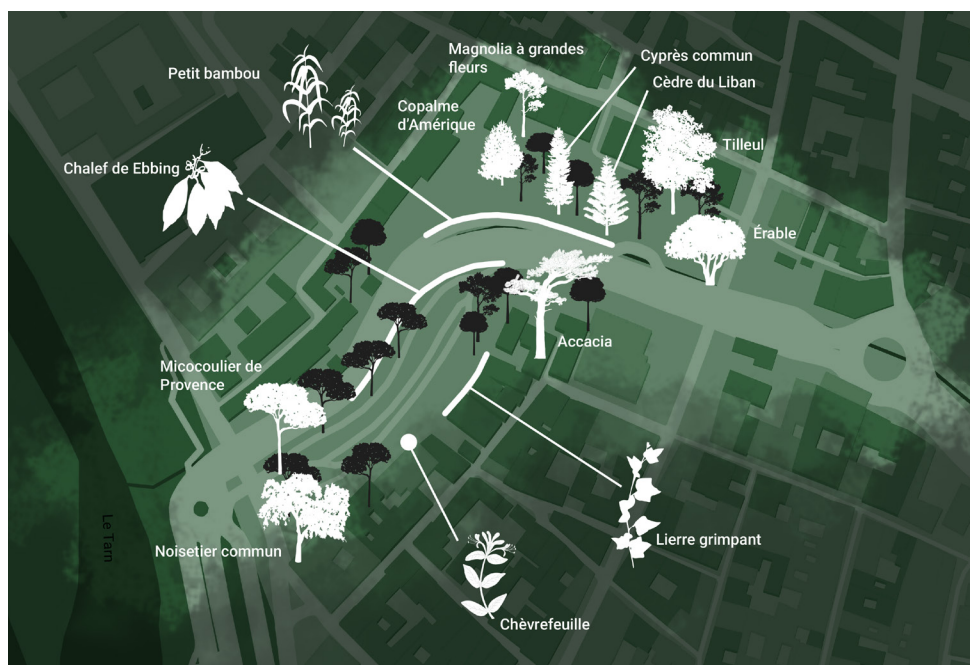 Magnolia à grandes
fleurs
Cyprès commun
Petit bambou
Cèdre du Liban
Copalme
d'Amérique
Tilleul
Chalef de Ebbing
Érable
Accacia
Micocoulier de
Provence
Le Tarn
Lierre grimpant
Noisetier commun
Chèvrefeuille